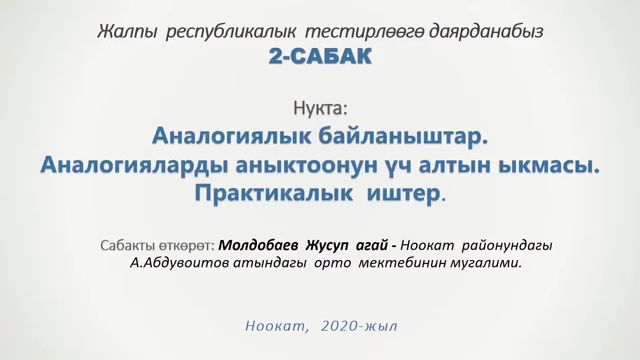 Жалпы республикалык тестирлөөгө даярданабыз
2-САБАК
Нукта:
Аналогиялык байланыштар.
Аналогияларды аныктоонун үч алтын ыкмасы.
Практикалык иштер.
Сабакты өткөрөт: Молдобаев Жусуп агай - Ноокат районундагы
А.Абдувоитов атындагы орто мектебинин мугалими.
Ноокат, 2020-жыл